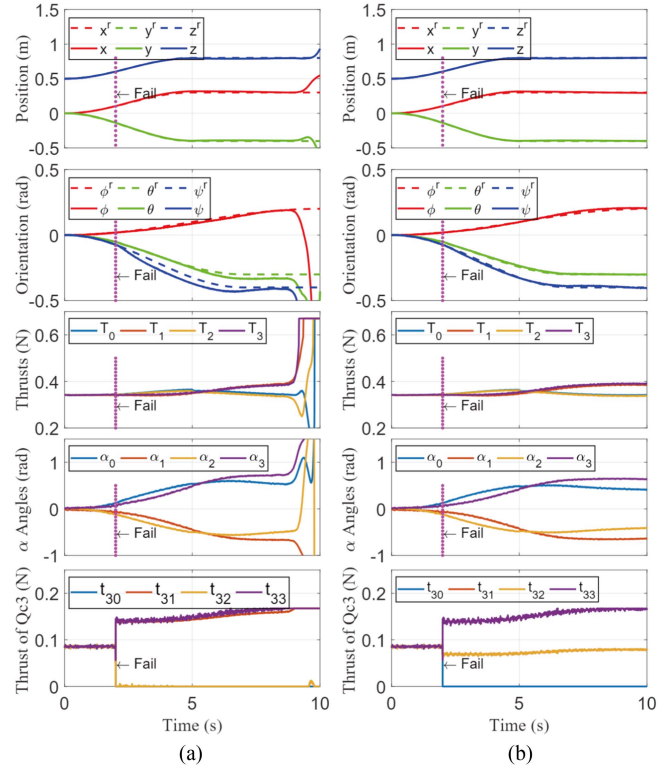 1.5
1.0
0.5
0
-0.5
Position (m)
x^r y^r z^r
x y z
← Fail
1.5
1.0
0.5
0
-0.5
Position (m)
x^r y^r z^r
x y z
← Fail
0.5
0
-0.5
Orientation (rad)
ϕ^r θ^r ψ^r
ϕ θ ψ
← Fail
0.5
0
-0.5
Orientation (rad)
ϕ^r θ^r ψ^r
ϕ θ ψ
← Fail
0.6
0.4
0.2
Thrusts (N)
T_0 T_1 T_2 T_3
← Fail
0.6
0.4
0.2
Thrusts (N)
T_0 T_1 T_2 T_3
← Fail
1
0
-1
α Angles (rad)
α_0 α_1 α_2 α_3
← Fail
1
0
-1
α Angles (rad)
α_0 α_1 α_2 α_3
← Fail
0.2
0.1
0
Thrust of Qc3 (N)
t_30 t_31 t_32 t_33
← Fail
0 5 10
Time (s)
(a)
0.2
0.1
0
Thrust of Qc3 (N)
t_30 t_31 t_32 t_33
← Fail
0 5 10
Time (s)
(b)